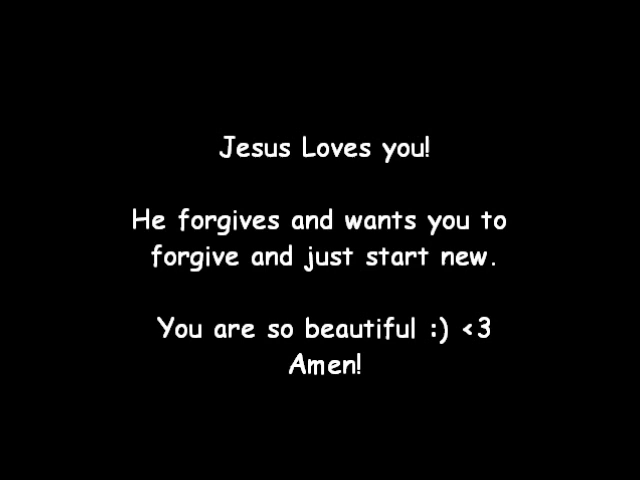 Jesus Loves you!
He forgives and wants you to
forgive and just start new.
You are so beautiful :) <3
Amen!